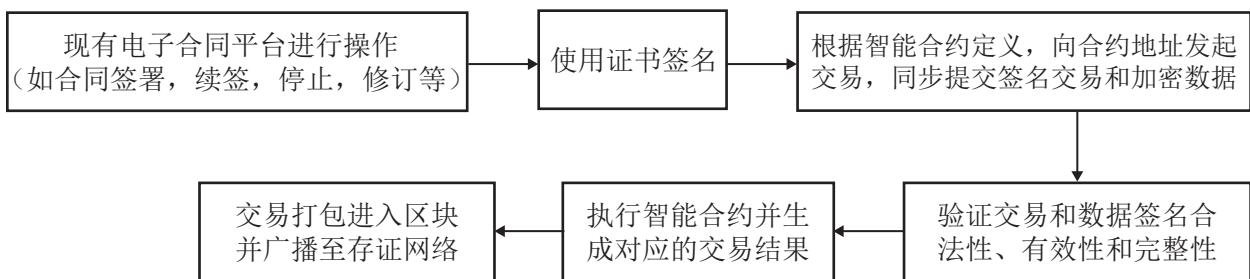 现有电子合同平台进行操作
（如合同签署，续签，停止，修订等）
使用证书签名
根据智能合约定义，向合约地址发起
交易，同步提交签名交易和加密数据
验证交易和数据签名合
法性、有效性和完整性
执行智能合约并生
成对应的交易结果
交易打包进入区块
并广播至存证网络